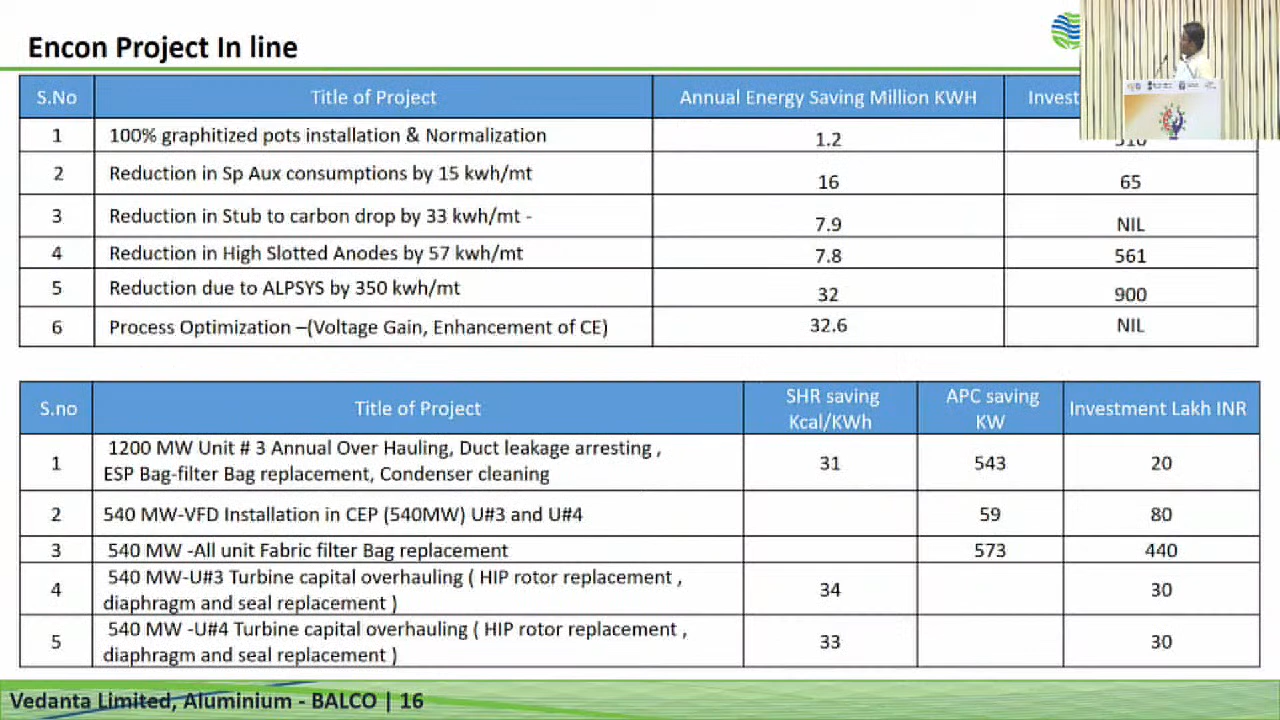 Encon Project In line
S.No Title of Project Annual Energy Saving Million KWH
1 100% graphitized pots installation & Normalization 1.2
2 Reduction in Sp Aux consumptions by 15 kwh/mt 16 65
3 Reduction in Stub to carbon drop by 33 kwh/mt - 7.9 NIL
4 Reduction in High Slotted Anodes by 57 kwh/mt 7.8 561
5 Reduction due to ALPSYS by 350 kwh/mt 32 900
6 Process Optimization –(Voltage Gain, Enhancement of CE) 32.6 NIL
S.no Title of Project SHR saving Kcal/KWh APC saving KW Investment Lakh INR
1 1200 MW Unit # 3 Annual Over Hauling, Duct leakage arresting ,
ESP Bag-filter Bag replacement, Condenser cleaning 31 543 20
2 540 MW-VFD Installation in CEP (540MW) U#3 and U#4 59 80
3 540 MW -All unit Fabric filter Bag replacement 573 440
4 540 MW-U#3 Turbine capital overhauling ( HIP rotor replacement ,
diaphragm and seal replacement ) 34 30
5 540 MW -U#4 Turbine capital overhauling ( HIP rotor replacement ,
diaphragm and seal replacement ) 33 30
Vedanta Limited, Aluminium - BALCO | 16